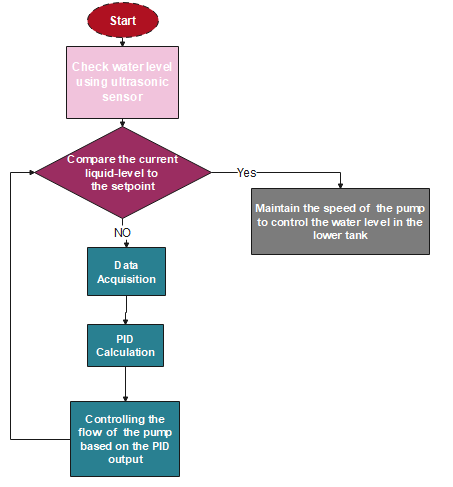 Start
Check water level
using ultrasonic
sensor
Compare the current
liquid-level to
the setpoint
Yes
Maintain the speed of the pump
to control the water level in the
lower tank
NO
Data
Acquisition
PID
Calculation
Controlling the
flow of the pump
based on the PID
output